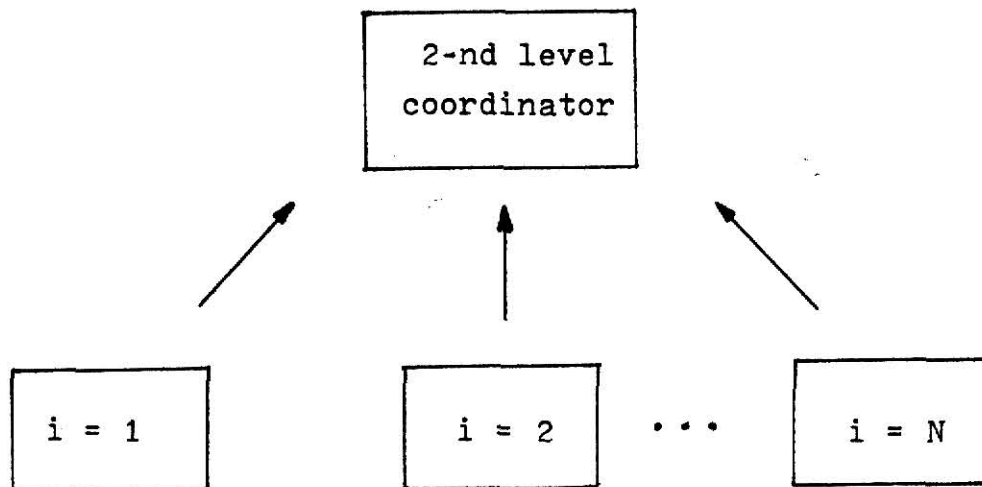 2-nd level
coordinator
i = 1
i = 2
• • •
i = N